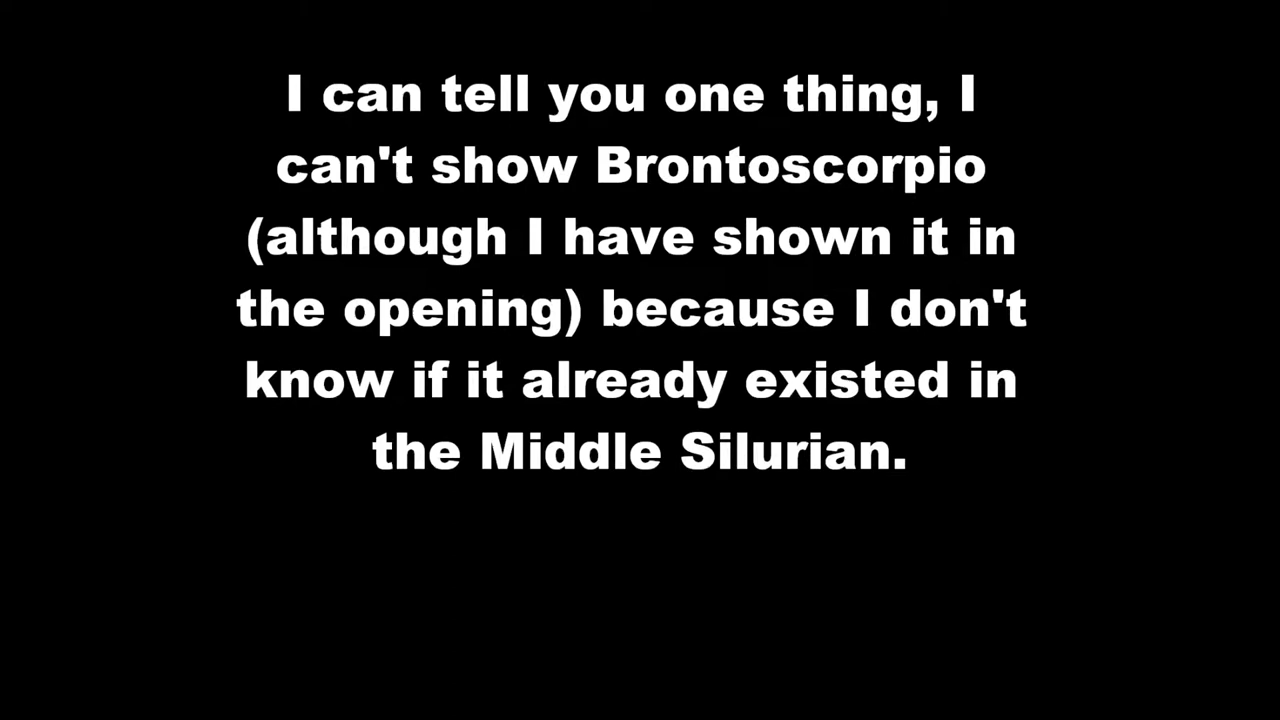 I can tell you one thing, I
can't show Brontoscorpio
(although I have shown it in
the opening) because I don't
know if it already existed in
the Middle Silurian.